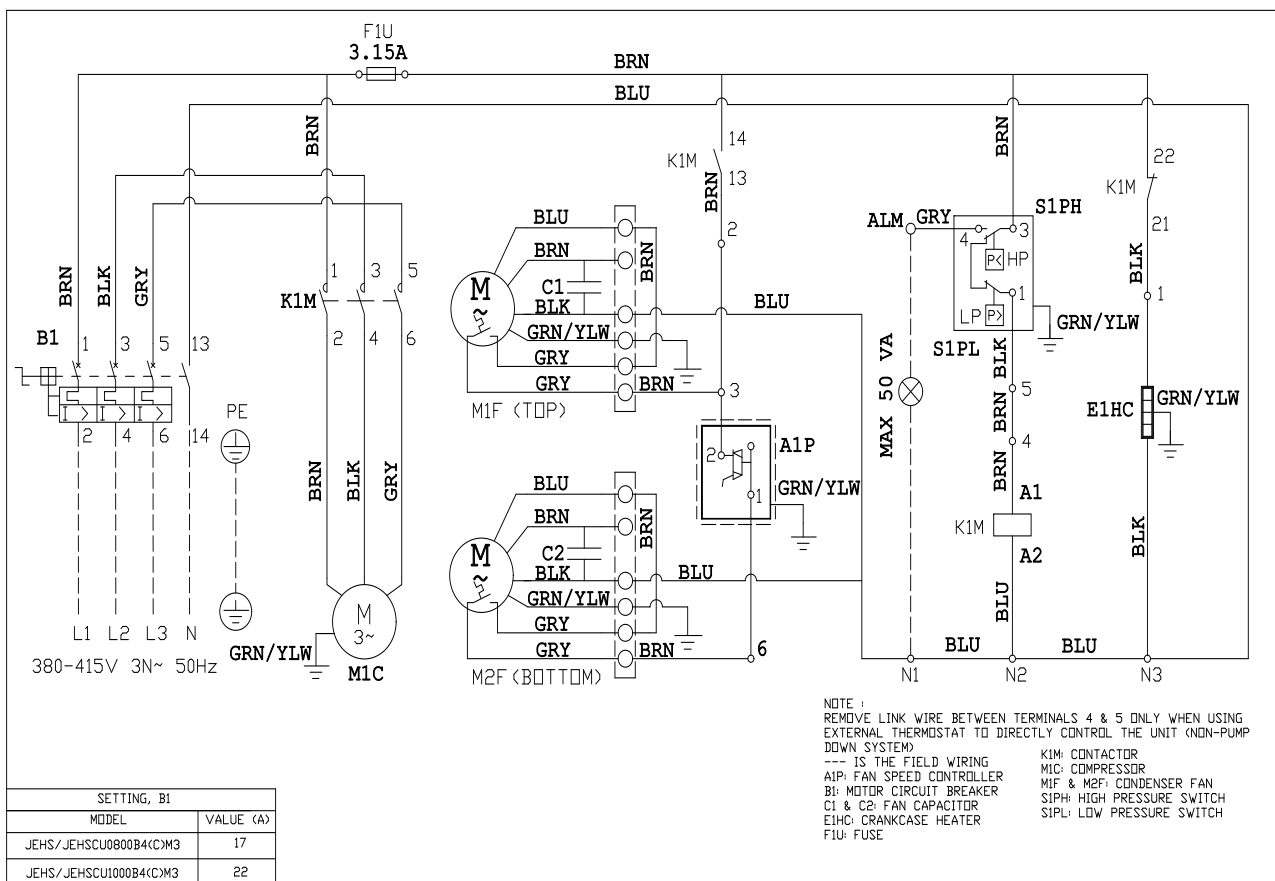 F1U
3.15A
BRN
BLU
BRN
BRN
14
K1M
13
BRN
2
22
K1M
21
S1PH
ALM GRY
4 3
P< HP
1
LP P>
S1PL
GRN/YLW
BLK
1
BRN BLK GRY
B1
1 3 5 13
2 4 6 14
I > I > I >
PE
1 3 5
K1M
2 4 6
BLU
BRN
C1
BLK
GRN/YLW
GRY
GRY
BRN
BRN
BLU
M
~
M1F (TOP)
3
A1P
2
1
GRN/YLW
MAX 50 VA
BLK
5
BRN
4
BRN
A1
K1M
A2
BLU
E1HC
GRN/YLW
BLK
BRN BLK GRY
M
3~
M1C
GRN/YLW
L1 L2 L3 N
380-415V 3N~ 50Hz
BLU
BRN
C2
BLK
GRN/YLW
GRY
GRY
BRN
BRN
BLU
M
~
M2F (BOTTOM)
6
BLU BLU
N1 N2 N3
NOTE :
REMOVE LINK WIRE BETWEEN TERMINALS 4 & 5 ONLY WHEN USING
EXTERNAL THERMOSTAT TO DIRECTLY CONTROL THE UNIT (NON-PUMP
DOWN SYSTEM)
--- IS THE FIELD WIRING
A1P: FAN SPEED CONTROLLER
B1: MOTOR CIRCUIT BREAKER
C1 & C2: FAN CAPACITOR
E1HC: CRANKCASE HEATER
F1U: FUSE
K1M: CONTACTOR
M1C: COMPRESSOR
M1F & M2F: CONDENSER FAN
S1PH: HIGH PRESSURE SWITCH
S1PL: LOW PRESSURE SWITCH
SETTING, B1
MODEL VALUE (A)
JEHS/JEHSCU0800B4(C)M3 17
JEHS/JEHSCU1000B4(C)M3 22